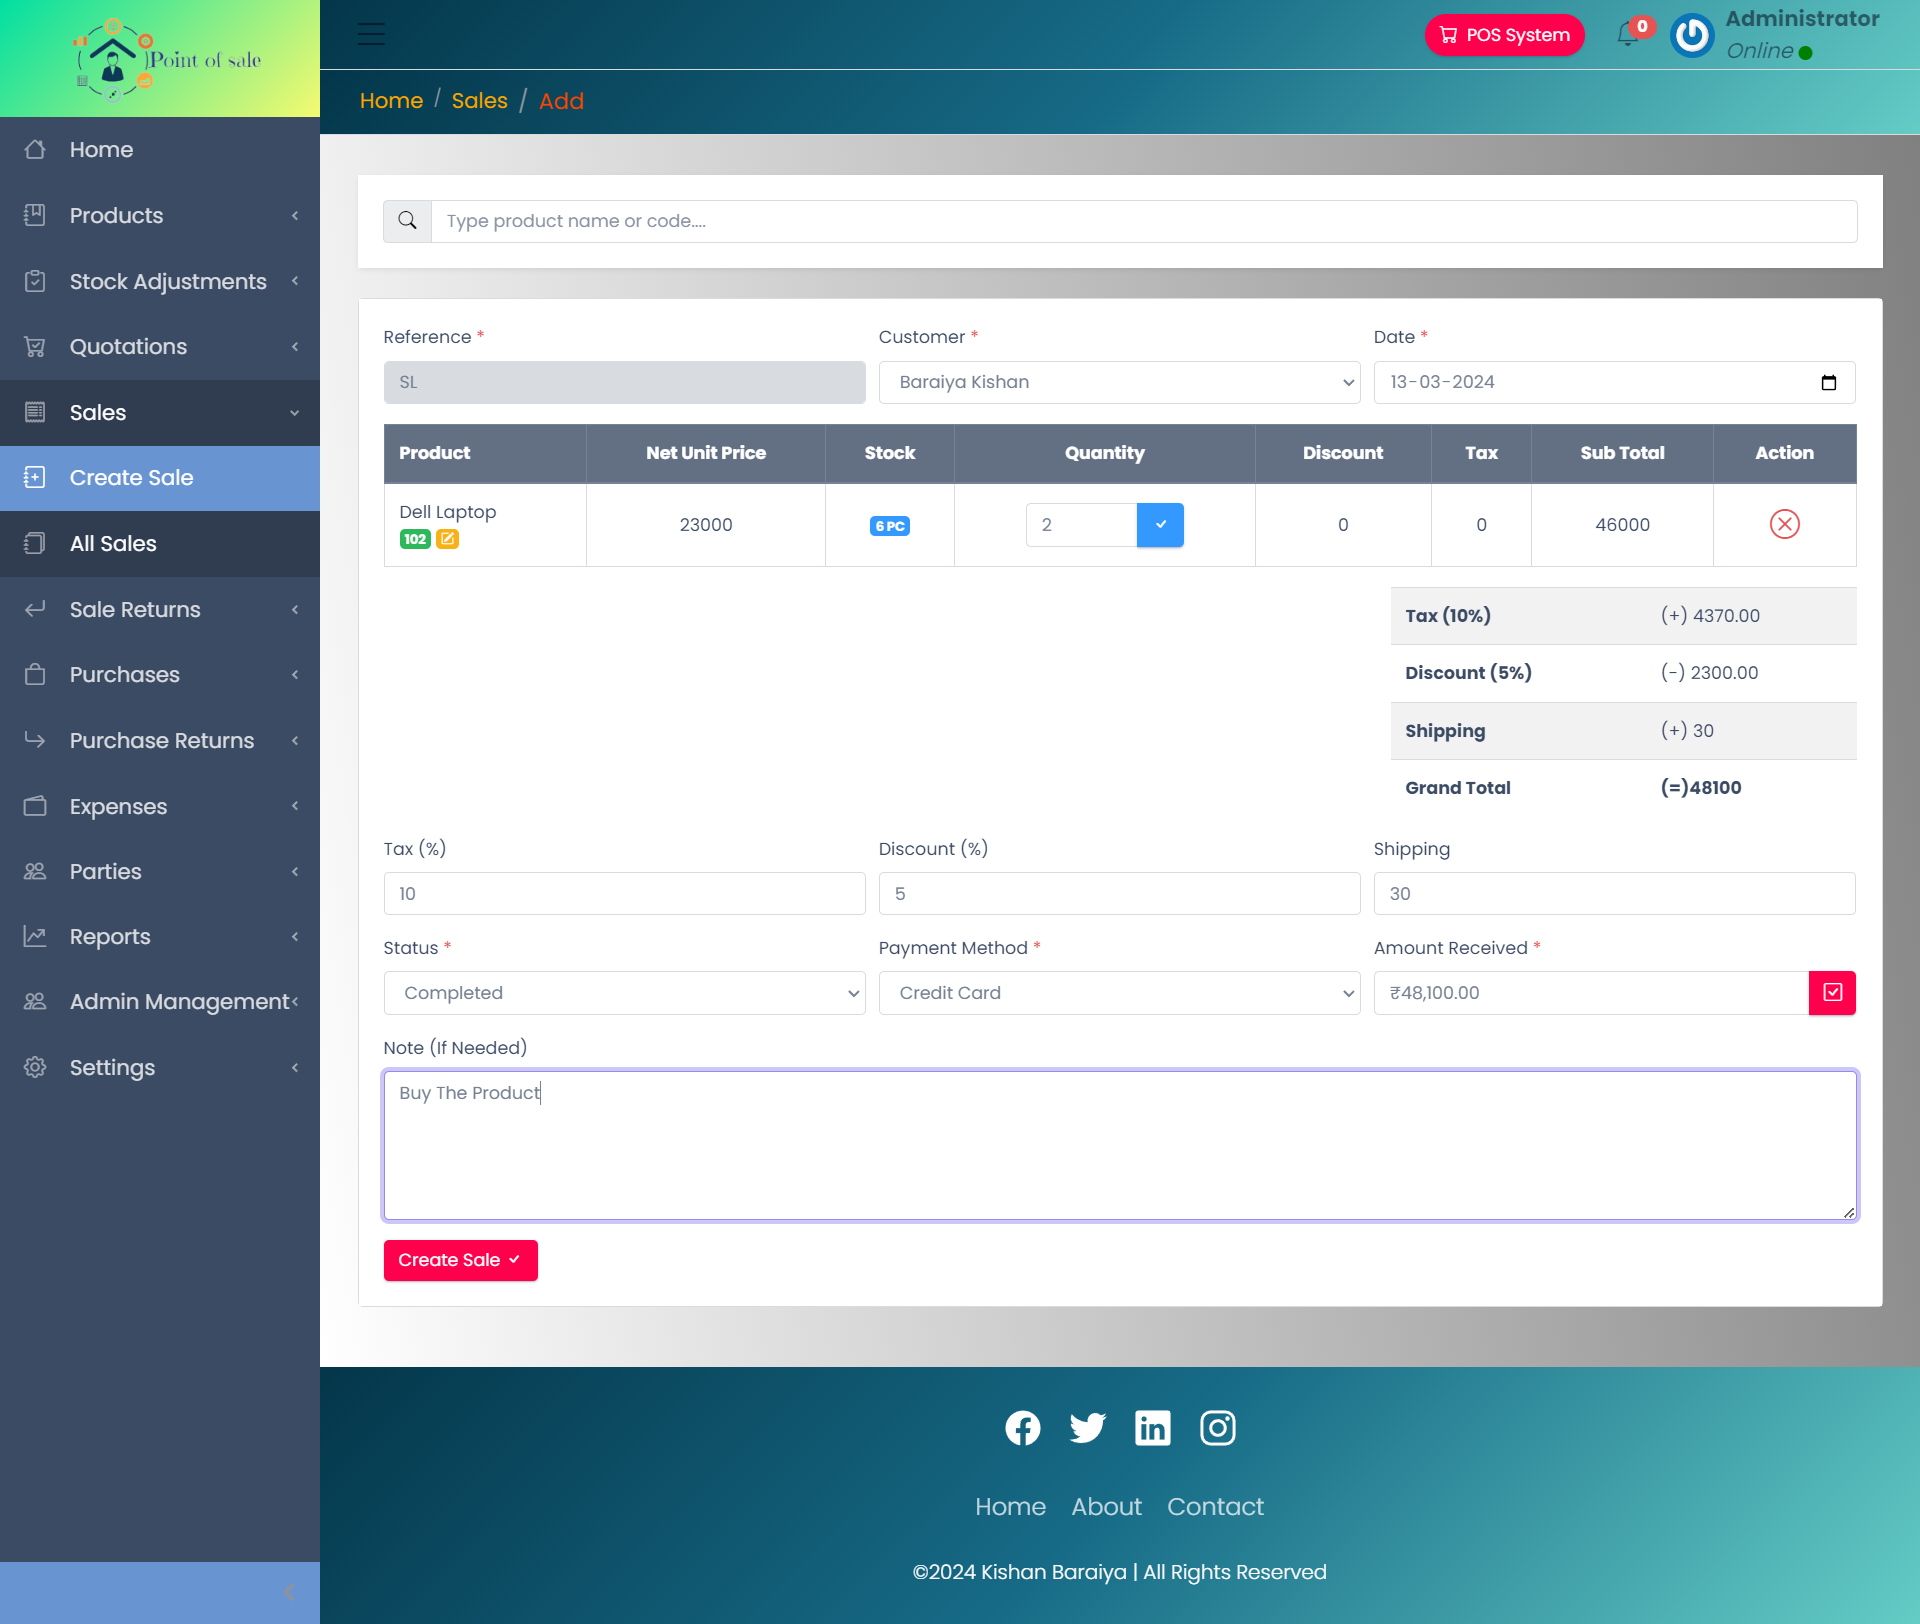 Point of sale
POS System
0
Administrator
Online
Home / Sales / Add
Home
Products
Stock Adjustments
Quotations
Sales
Create Sale
All Sales
Sale Returns
Purchases
Purchase Returns
Expenses
Parties
Reports
Admin Management
Settings
Type product name or code....
Reference * Customer * Date *
SL Baraiya Kishan 13-03-2024
Product Net Unit Price Stock Quantity Discount Tax Sub Total Action
Dell Laptop 23000 6 PC 2 0 0 46000
102
Tax (10%) (+) 4370.00
Discount (5%) (-) 2300.00
Shipping (+) 30
Grand Total (=)48100
Tax (%) Discount (%) Shipping
10 5 30
Status * Payment Method * Amount Received *
Completed Credit Card ₹48,100.00
Note (If Needed)
Buy The Product
Create Sale
Home About Contact
©2024 Kishan Baraiya | All Rights Reserved